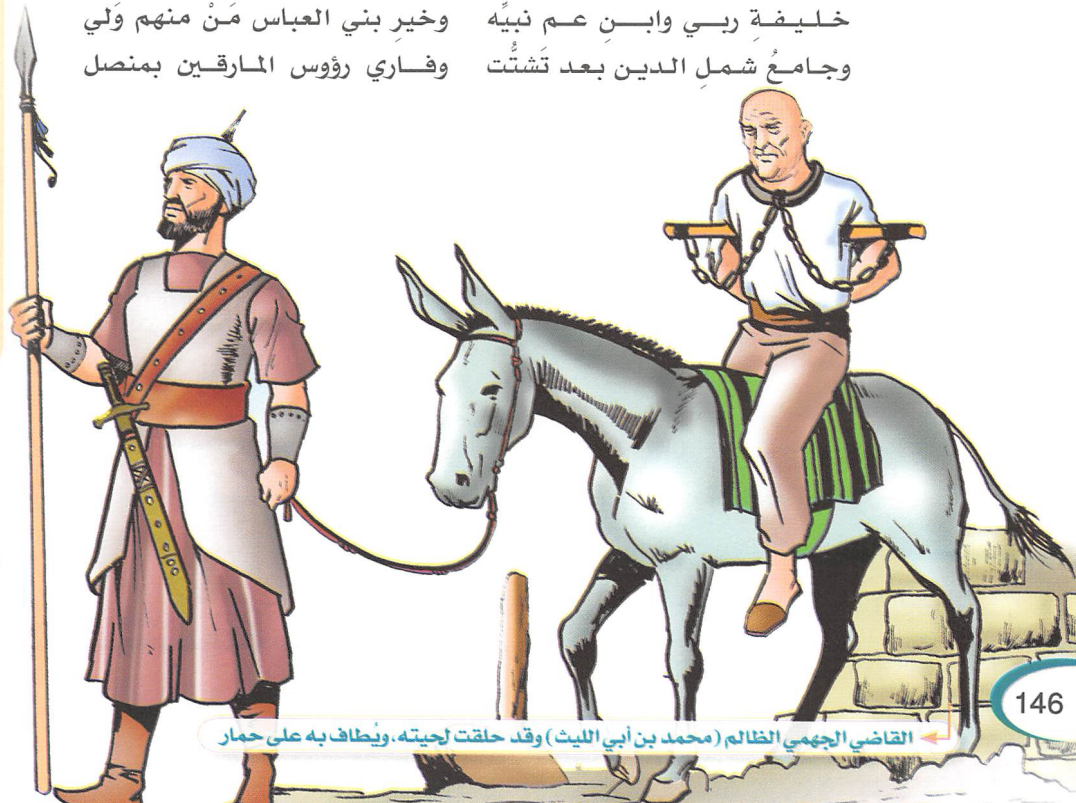 خليفةِ ربي وابنِ عم نبيِّه وخيرِ بني العباس مَنْ منهم وَلي
وجامعُ شملِ الدين بعد تَشتُّت وفاري رؤوس المارقين بمنصل
146
القاضي الجهمي الظالم (محمد بن أبي الليث) وقد حلقت لحيته، ويُطاف به على حمار